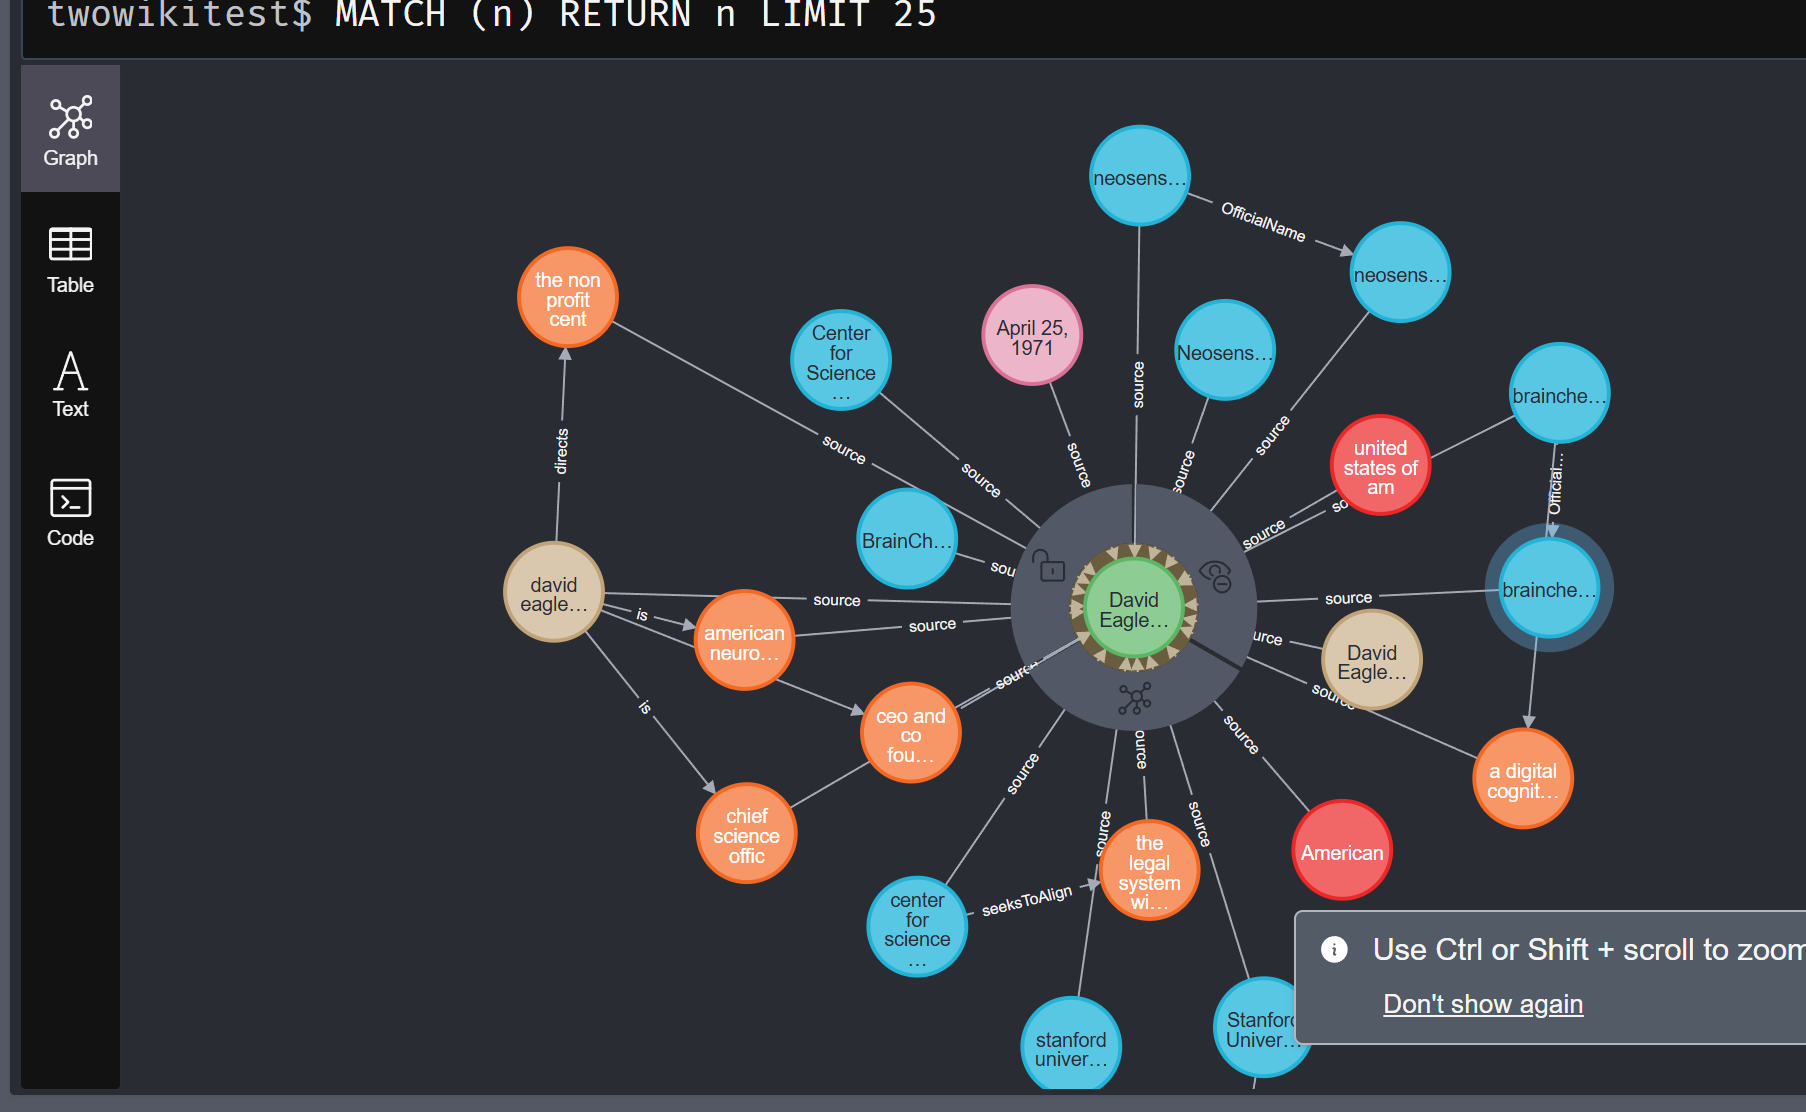 twowikitest$ MATCH (n) RETURN n LIMIT 25
Graph
Table
Text
Code
neosens...
OfficialName
neosens...
the non
profit
cent
Center
for
Science
...
April 25,
1971
Neosens...
brainche...
source
united
states of
am
directs
source
source
source
source
source
Official...
source
so
BrainCh...
sou
david
eagle...
is
source
american
neuro...
source
David
Eagle...
source
brainche...
urce
David
Eagle...
source
source
is
ceo and
co
fou...
source
ource
source
a digital
cognit...
chief
science
offic
source
source
the
legal
system
wi...
American
center
for
science
...
seeksToAlign
stanford
univer...
Stanford
Univer...
Use Ctrl or Shift + scroll to zoom
Don't show again